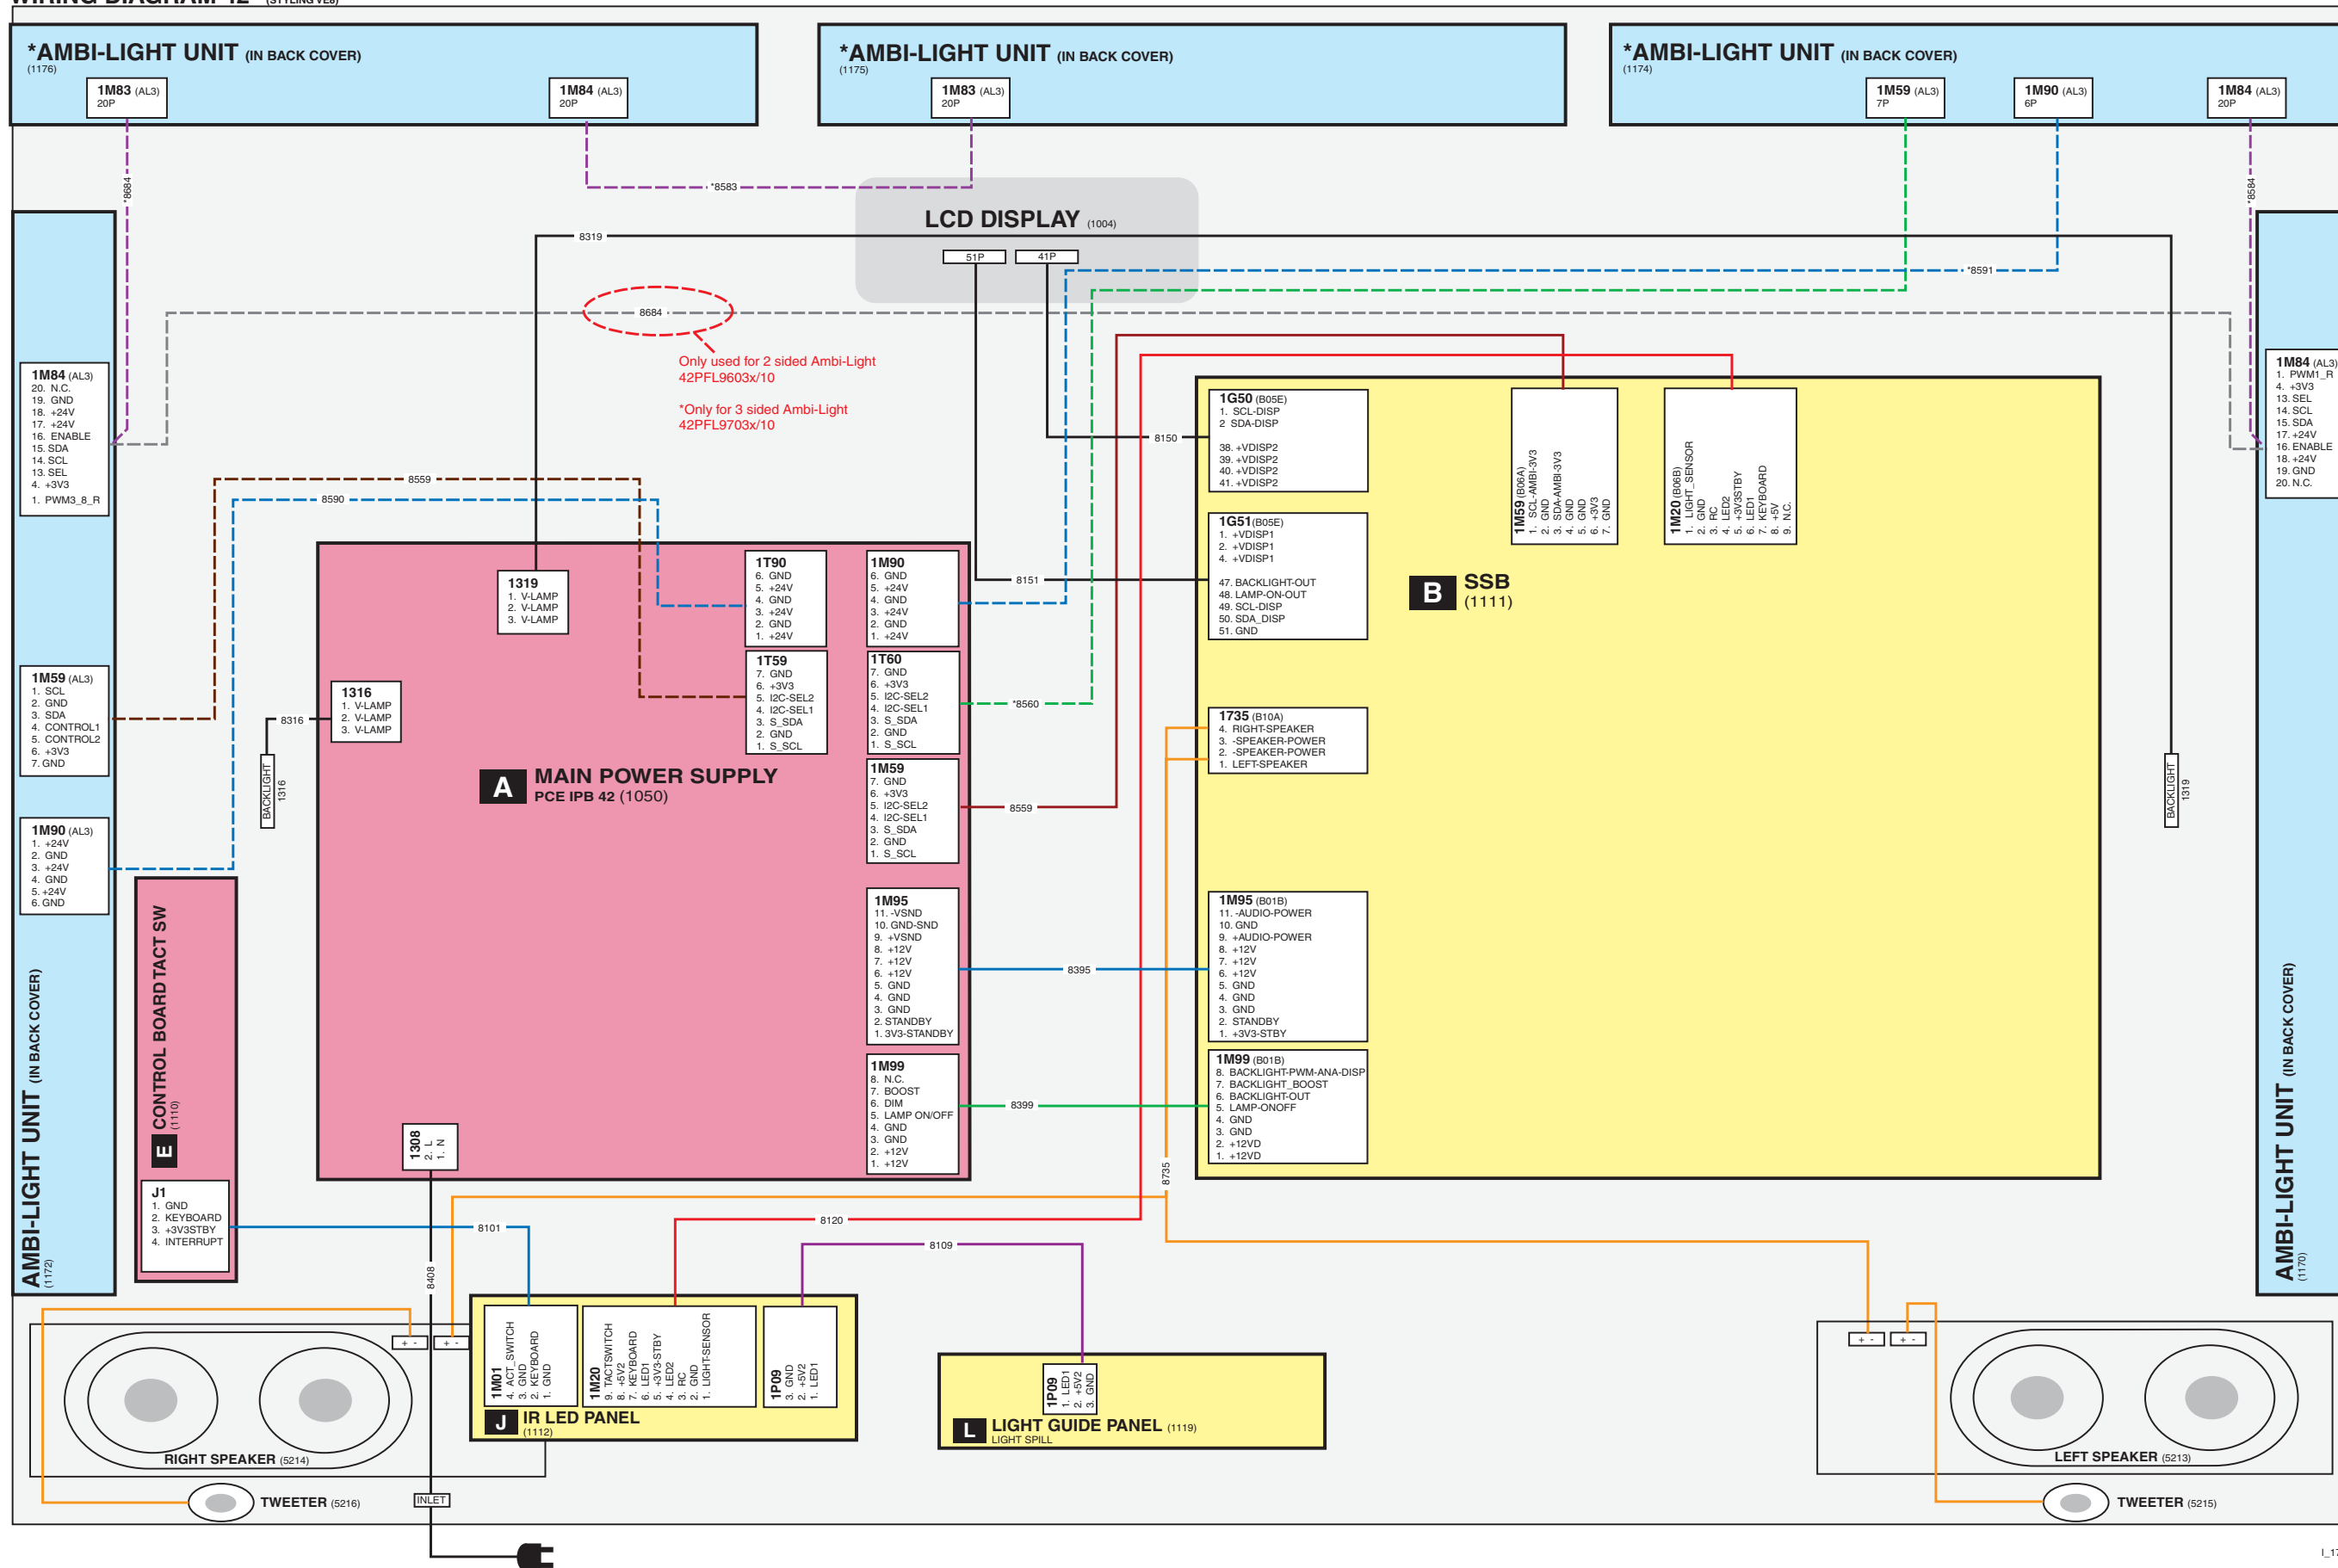 *AMBI-LIGHT UNIT (IN BACK COVER)
(1176)
1M83 (AL3)
20P
1M84 (AL3)
20P
*AMBI-LIGHT UNIT (IN BACK COVER)
(1175)
1M83 (AL3)
20P
*AMBI-LIGHT UNIT (IN BACK COVER)
(1174)
1M59 (AL3)
7P
1M90 (AL3)
6P
1M84 (AL3)
20P
*8684
*8583
*8584
LCD DISPLAY (1004)
8319
51P
41P
*8591
8684
Only used for 2 sided Ambi-Light
42PFL9603x/10
*Only for 3 sided Ambi-Light
42PFL9703x/10
1M84 (AL3)
20. N.C.
19. GND
18. +24V
17. +24V
16. ENABLE
15. SDA
14. SCL
13. SEL
4. +3V3
1. PWM3_8_R
1M59 (AL3)
1. SCL
2. GND
3. SDA
4. CONTROL1
5. CONTROL2
6. +3V3
7. GND
1M90 (AL3)
1. +24V
2. GND
3. +24V
4. GND
5. +24V
6. GND
AMBI-LIGHT UNIT (IN BACK COVER)
(1172)
8559
8590
8316
BACKLIGHT
1316
E CONTROL BOARD TACT SW
(1110)
J1
1. GND
2. KEYBOARD
3. +3V3STBY
4. INTERRUPT
1319
1. V-LAMP
2. V-LAMP
3. V-LAMP
1316
1. V-LAMP
2. V-LAMP
3. V-LAMP
1T90
6. GND
5. +24V
4. GND
3. +24V
2. GND
1. +24V
1T59
7. GND
6. +3V3
5. I2C-SEL2
4. I2C-SEL1
3. S_SDA
2. GND
1. S_SCL
1M90
6. GND
5. +24V
4. GND
3. +24V
2. GND
1. +24V
1T60
7. GND
6. +3V3
5. I2C-SEL2
4. I2C-SEL1
3. S_SDA
2. GND
1. S_SCL
1M59
7. GND
6. +3V3
5. I2C-SEL2
4. I2C-SEL1
3. S_SDA
2. GND
1. S_SCL
A MAIN POWER SUPPLY
PCE IPB 42 (1050)
1M95
11. -VSND
10. GND-SND
9. +VSND
8. +12V
7. +12V
6. +12V
5. GND
4. GND
3. GND
2. STANDBY
1. 3V3-STANDBY
1M99
8. N.C.
7. BOOST
6. DIM
5. LAMP ON/OFF
4. GND
3. GND
2. +12V
1. +12V
1308
2. L
1. N
8150
8151
*8560
8559
8395
8399
8735
1G50 (B05E)
1. SCL-DISP
2 SDA-DISP
38. +VDISP2
39. +VDISP2
40. +VDISP2
41. +VDISP2
1G51(B05E)
1. +VDISP1
2. +VDISP1
4. +VDISP1
47. BACKLIGHT-OUT
48. LAMP-ON-OUT
49. SCL-DISP
50. SDA_DISP
51. GND
1M59 (B06A)
1. SCL-AMBI-3V3
2. GND
3. SDA-AMBI-3V3
4. GND
5. GND
6. +3V3
7. GND
1M20 (B06B)
1. LIGHT_SENSOR
2. GND
3. RC
4. LED2
5. +3V3STBY
6. LED1
7. KEYBOARD
8. +5V
9. N.C.
B SSB
(1111)
1735 (B10A)
4. RIGHT-SPEAKER
3. -SPEAKER-POWER
2. -SPEAKER-POWER
1. LEFT-SPEAKER
1M95 (B01B)
11. -AUDIO-POWER
10. GND
9. +AUDIO-POWER
8. +12V
7. +12V
6. +12V
5. GND
4. GND
3. GND
2. STANDBY
1. +3V3-STBY
1M99 (B01B)
8. BACKLIGHT-PWM-ANA-DISP
7. BACKLIGHT_BOOST
6. BACKLIGHT-OUT
5. LAMP-ONOFF
4. GND
3. GND
2. +12VD
1. +12VD
BACKLIGHT
1319
1M84 (AL3)
1. PWM1_R
4. +3V3
13. SEL
14. SCL
15. SDA
17. +24V
16. ENABLE
18. +24V
19. GND
20. N.C.
AMBI-LIGHT UNIT (IN BACK COVER)
(1170)
8101
8120
8109
8408
+ -
+ -
RIGHT SPEAKER (5214)
TWEETER (5216)
INLET
1M01
4. ACT_SWITCH
3. GND
2. KEYBOARD
1. GND
1M20
9. TACTSWITCH
8. +5V2
7. KEYBOARD
6. LED1
5. +3V3-STBY
4. LED2
3. RC
2. GND
1. LIGHT-SENSOR
1P09
3. GND
2. +5V2
1. LED1
J IR LED PANEL
(1112)
1P09
1. LED1
2. +5V2
3. GND
L LIGHT GUIDE PANEL (1119)
LIGHT SPILL
+ -
+ -
LEFT SPEAKER (5213)
TWEETER (5215)